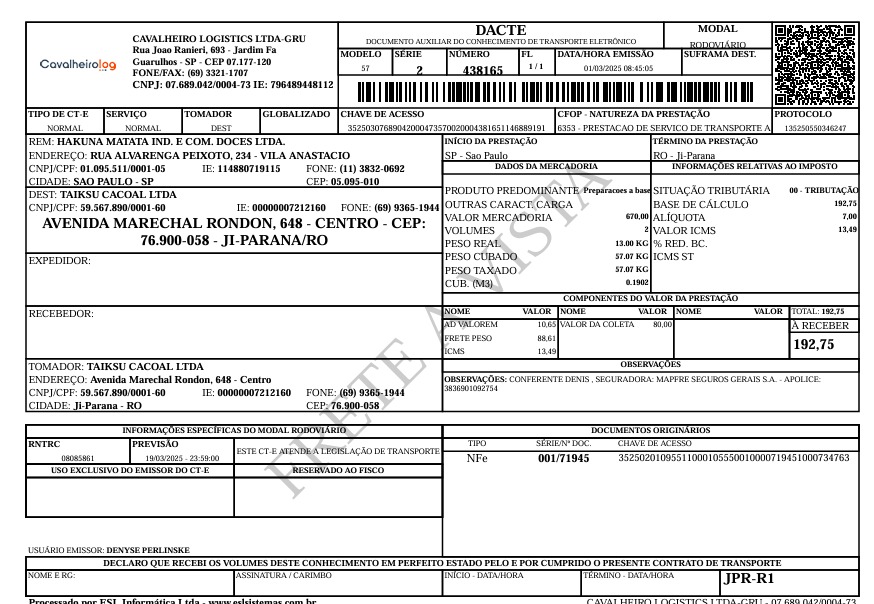 Cavalheirolog
CAVALHEIRO LOGISTICS LTDA-GRU
Rua Joao Ranieri, 693 - Jardim Fa
Guarulhos - SP - CEP 07.177-120
FONE/FAX: (69) 3321-1707
CNPJ: 07.689.042/0004-73 IE: 796489448112
DACTE
DOCUMENTO AUXILIAR DO CONHECIMENTO DE TRANSPORTE ELETRÔNICO
MODAL
RODOVIÁRIO
MODELO SÉRIE NÚMERO FL DATA/HORA EMISSÃO SUFRAMA DEST.
57 2 438165 1 / 1 01/03/2025 08:45:05
TIPO DE CT-E SERVIÇO TOMADOR GLOBALIZADO CHAVE DE ACESSO CFOP - NATUREZA DA PRESTAÇÃO PROTOCOLO
NORMAL NORMAL DEST 35250307689042000473570020004381651146889191 6353 - PRESTACAO DE SERVICO DE TRANSPORTE A 135250550346247
REM: HAKUNA MATATA IND. E COM. DOCES LTDA.
ENDEREÇO: RUA ALVARENGA PEIXOTO, 234 - VILA ANASTACIO
CNPJ/CPF: 01.095.511/0001-05 IE: 114880719115 FONE: (11) 3832-0692
CIDADE: SAO PAULO - SP CEP: 05.095-010
INÍCIO DA PRESTAÇÃO TÉRMINO DA PRESTAÇÃO
SP - Sao Paulo RO - Ji-Parana
DEST: TAIKSU CACOAL LTDA
CNPJ/CPF: 59.567.890/0001-60 IE: 00000007212160 FONE: (69) 9365-1944
AVENIDA MARECHAL RONDON, 648 - CENTRO - CEP:
76.900-058 - JI-PARANA/RO
EXPEDIDOR:
RECEBEDOR:
DADOS DA MERCADORIA
PRODUTO PREDOMINANTE Preparacoes a base
OUTRAS CARACT. CARGA
VALOR MERCADORIA 670,00
VOLUMES 2
PESO REAL 13.00 KG
PESO CUBADO 57.07 KG
PESO TAXADO 57.07 KG
CUB. (M3) 0.1902
INFORMAÇÕES RELATIVAS AO IMPOSTO
SITUAÇÃO TRIBUTÁRIA 00 - TRIBUTAÇÃO
BASE DE CÁLCULO 192,75
ALÍQUOTA 7,00
VALOR ICMS 13,49
% RED. BC.
ICMS ST
COMPONENTES DO VALOR DA PRESTAÇÃO
NOME VALOR NOME VALOR NOME VALOR TOTAL: 192,75
AD VALOREM 10,65 VALOR DA COLETA 80,00 À RECEBER
FRETE PESO 88,61 192,75
ICMS 13,49
TOMADOR: TAIKSU CACOAL LTDA
ENDEREÇO: Avenida Marechal Rondon, 648 - Centro
CNPJ/CPF: 59.567.890/0001-60 IE: 00000007212160 FONE: (69) 9365-1944
CIDADE: Ji-Parana - RO CEP: 76.900-058
OBSERVAÇÕES
OBSERVAÇÕES: CONFERENTE DENIS , SEGURADORA: MAPFRE SEGUROS GERAIS S.A. - APOLICE:
3836901092754
FRETE A VISTA
INFORMAÇÕES ESPECÍFICAS DO MODAL RODOVIÁRIO
RNTRC PREVISÃO ESTE CT-E ATENDE A LEGISLAÇÃO DE TRANSPORTE
08085861 19/03/2025 - 23:59:00
USO EXCLUSIVO DO EMISSOR DO CT-E RESERVADO AO FISCO
DOCUMENTOS ORIGINÁRIOS
TIPO SÉRIE/Nº DOC. CHAVE DE ACESSO
NFe 001/71945 35250201095511000105550010000719451000734763
USUÁRIO EMISSOR: DENYSE PERLINSKE
DECLARO QUE RECEBI OS VOLUMES DESTE CONHECIMENTO EM PERFEITO ESTADO PELO E POR CUMPRIDO O PRESENTE CONTRATO DE TRANSPORTE
NOME E RG: ASSINATURA / CARIMBO INÍCIO - DATA/HORA TÉRMINO - DATA/HORA JPR-R1
Processado por ESL Informática Ltda - www.eslsistemas.com.br CAVALHEIRO LOGISTICS LTDA-GRU - 07.689.042/0004-73